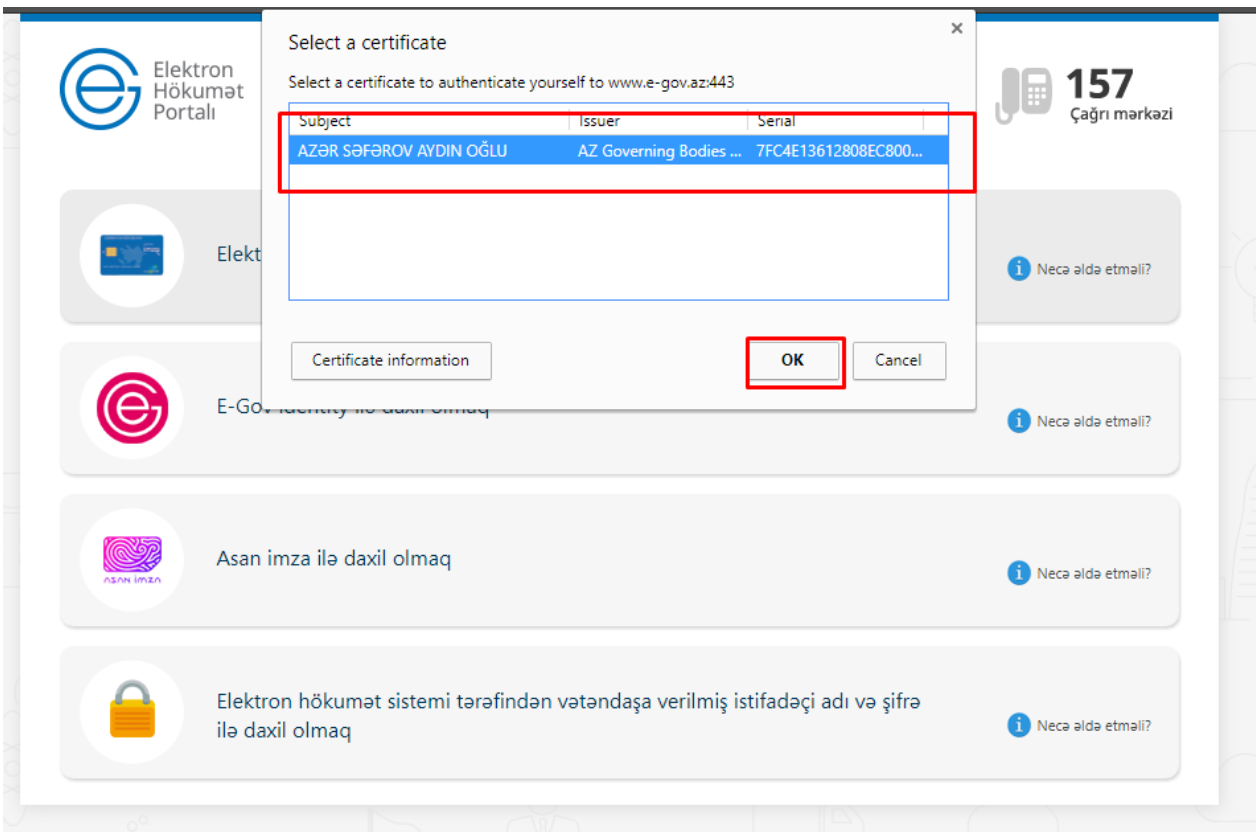 Elektron
Hökumət
Portalı
Select a certificate
Select a certificate to authenticate yourself to www.e-gov.az:443
Subject Issuer Serial
AZƏR SƏFƏROV AYDIN OĞLU AZ Governing Bodies ... 7FC4E13612808EC800...
Certificate information OK Cancel
157
Çağrı mərkəzi
Elekt
Necə əldə etməli?
E-Gov Identity ilə daxil olmaq
Necə əldə etməli?
asan imza
Asan imza ilə daxil olmaq
Necə əldə etməli?
Elektron hökumət sistemi tərəfindən vətəndaşa verilmiş istifadəçi adı və şifrə
ilə daxil olmaq
Necə əldə etməli?